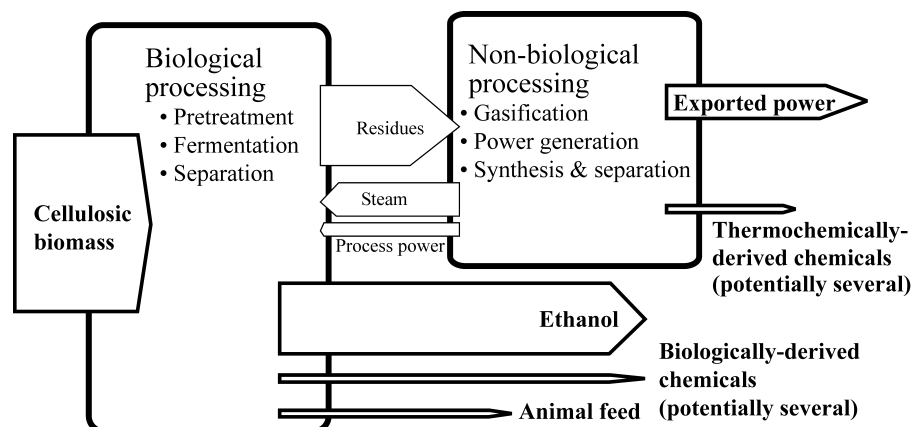 Biological
processing
• Pretreatment
• Fermentation
• Separation
Cellulosic
biomass
Residues
Steam
Process power
Non-biological
processing
• Gasification
• Power generation
• Synthesis & separation
Exported power
Thermochemically-
derived chemicals
(potentially several)
Ethanol
Biologically-derived
chemicals
(potentially several)
Animal feed